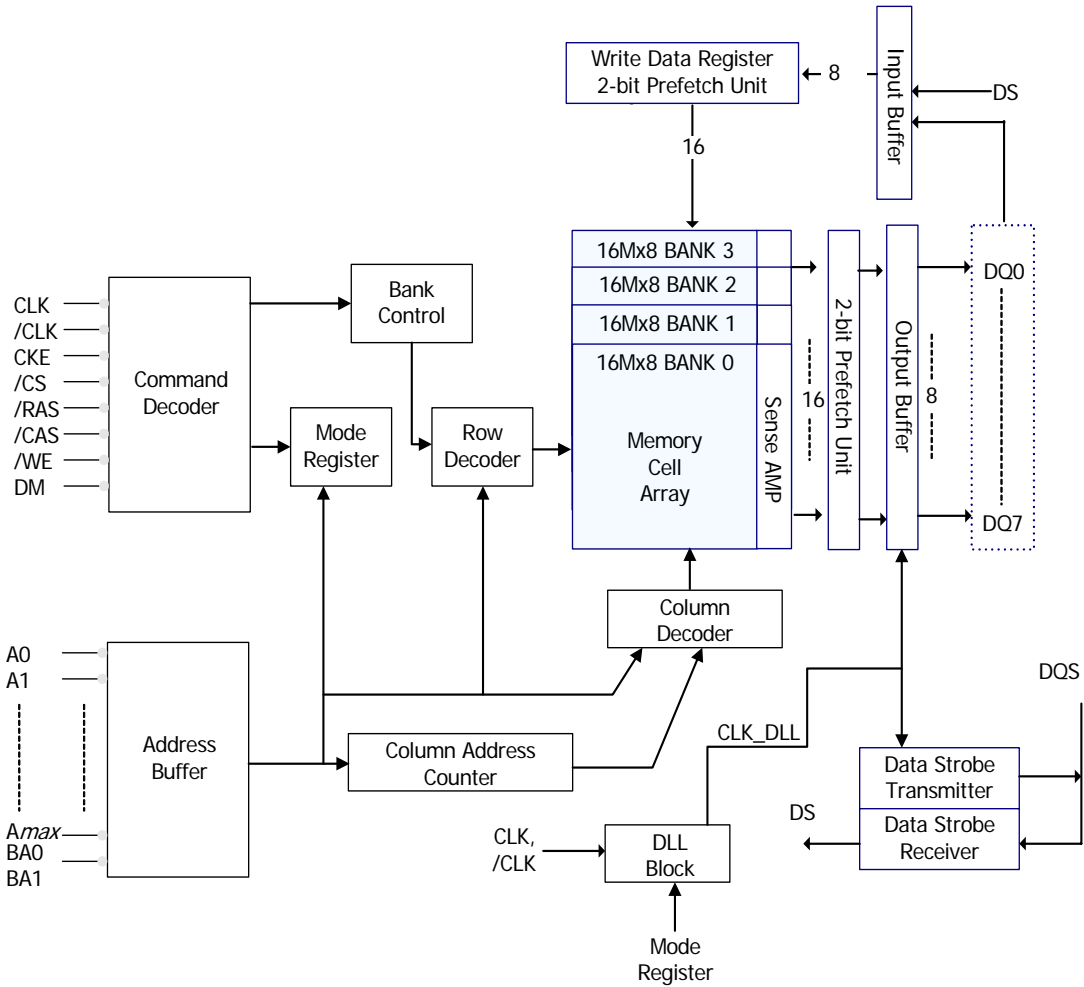 Write Data Register
2-bit Prefetch Unit
8
Input Buffer
DS
16
16Mx8 BANK 3
16Mx8 BANK 2
16Mx8 BANK 1
16Mx8 BANK 0
Memory
Cell
Array
Sense AMP
16
2-bit Prefetch Unit
Output Buffer
8
DQ0
DQ7
CLK
/CLK
CKE
/CS
/RAS
/CAS
/WE
DM
Command
Decoder
Bank
Control
Mode
Register
Row
Decoder
Column
Decoder
A0
A1
Amax
BA0
BA1
Address
Buffer
Column Address
Counter
CLK_DLL
CLK,
/CLK
DLL
Block
Mode
Register
DQS
Data Strobe
Transmitter
Data Strobe
Receiver
DS